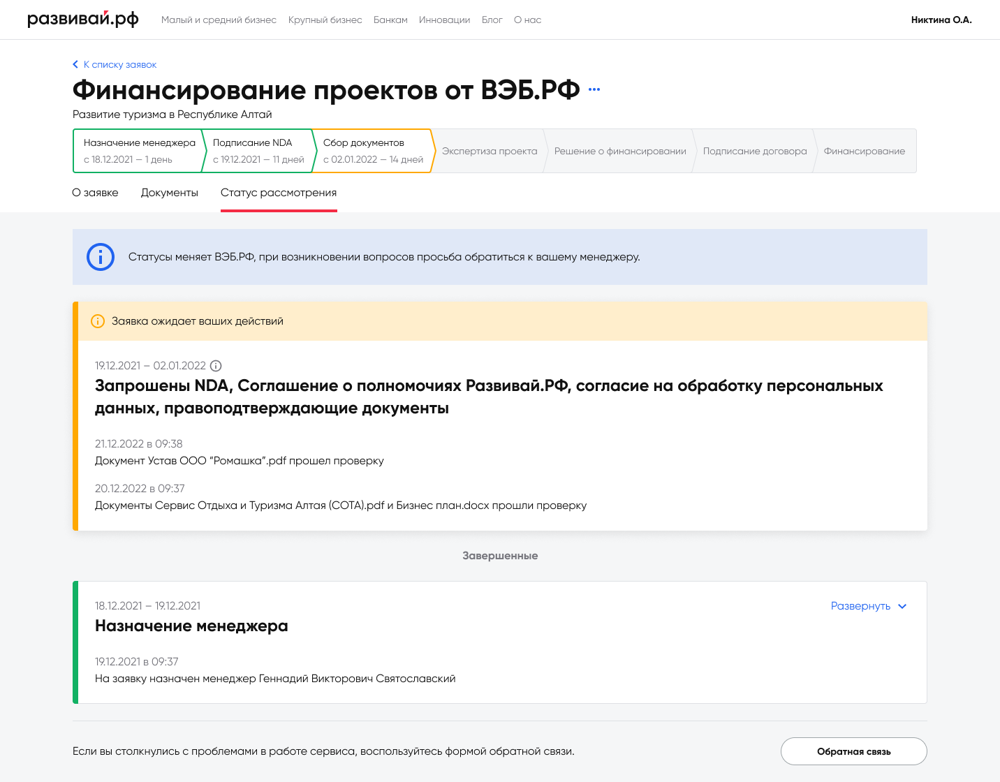 развивай.рф
Малый и средний бизнес Крупный бизнес Банкам Инновации Блог О нас
Никтина О.А.
К списку заявок
Финансирование проектов от ВЭБ.РФ
Развитие туризма в Республике Алтай
Назначение менеджера
с 18.12.2021 — 1 день
Подписание NDA
с 19.12.2021 — 11 дней
Сбор документов
с 02.01.2022 — 14 дней
Экспертиза проекта
Решение о финансировании
Подписание договора
Финансирование
О заявке Документы Статус рассмотрения
Статусы меняет ВЭБ.РФ, при возникновении вопросов просьба обратиться к вашему менеджеру.
Заявка ожидает ваших действий
19.12.2021 – 02.01.2022
Запрошены NDA, Соглашение о полномочиях Развивай.РФ, согласие на обработку персональных
данных, правоподтверждающие документы
21.12.2022 в 09:38
Документ Устав ООО “Ромашка”.pdf прошел проверку
20.12.2022 в 09:37
Документы Сервис Отдыха и Туризма Алтая (СОТА).pdf и Бизнес план.docx прошли проверку
Завершенные
18.12.2021 – 19.12.2021
Развернуть
Назначение менеджера
19.12.2021 в 09:37
На заявку назначен менеджер Геннадий Викторович Святославский
Если вы столкнулись с проблемами в работе сервиса, воспользуйтесь формой обратной связи.
Обратная связь